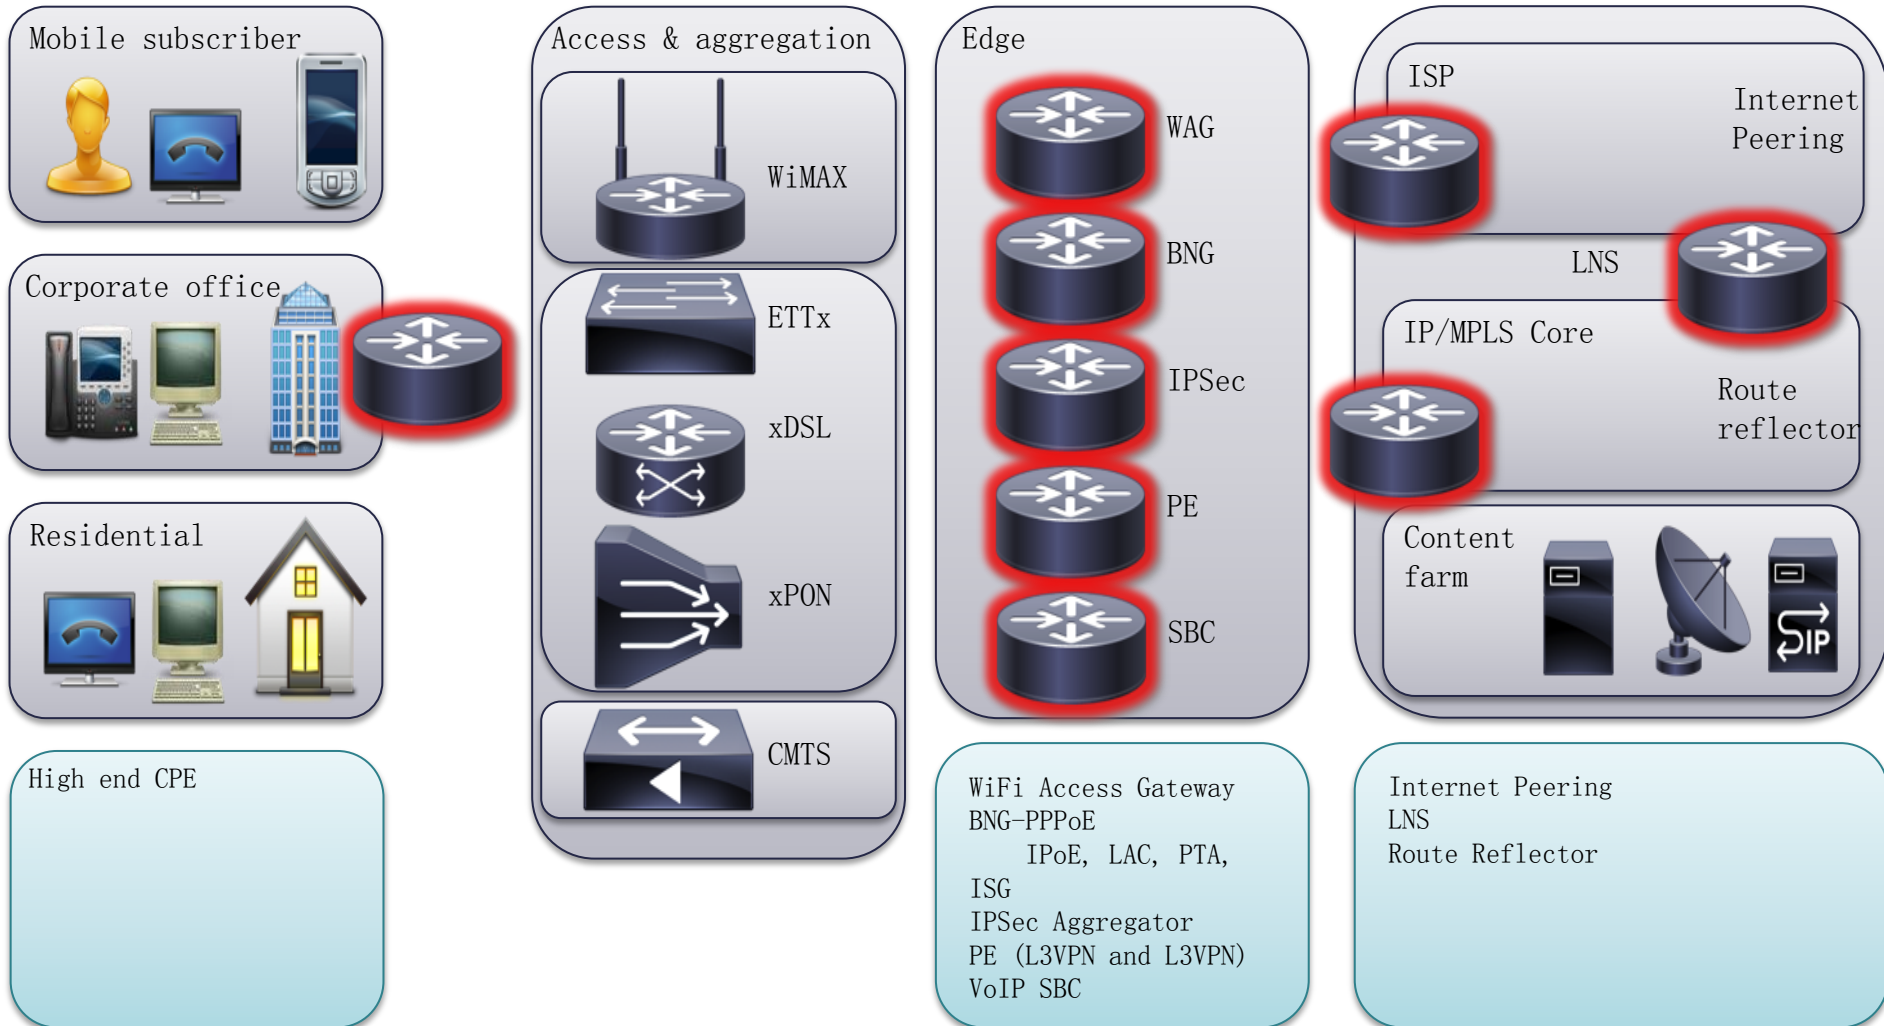 Mobile subscriber
Corporate office
Residential
High end CPE
Access & aggregation
WiMAX
ETTx
xDSL
xPON
CMTS
Edge
WAG
BNG
IPSec
PE
SBC
WiFi Access Gateway
BNG-PPPoE
IPoE, LAC, PTA,
ISG
IPSec Aggregator
PE (L3VPN and L3VPN)
VoIP SBC
ISP
Internet
Peering
LNS
IP/MPLS Core
Route
reflector
Content
farm
SIP
Internet Peering
LNS
Route Reflector